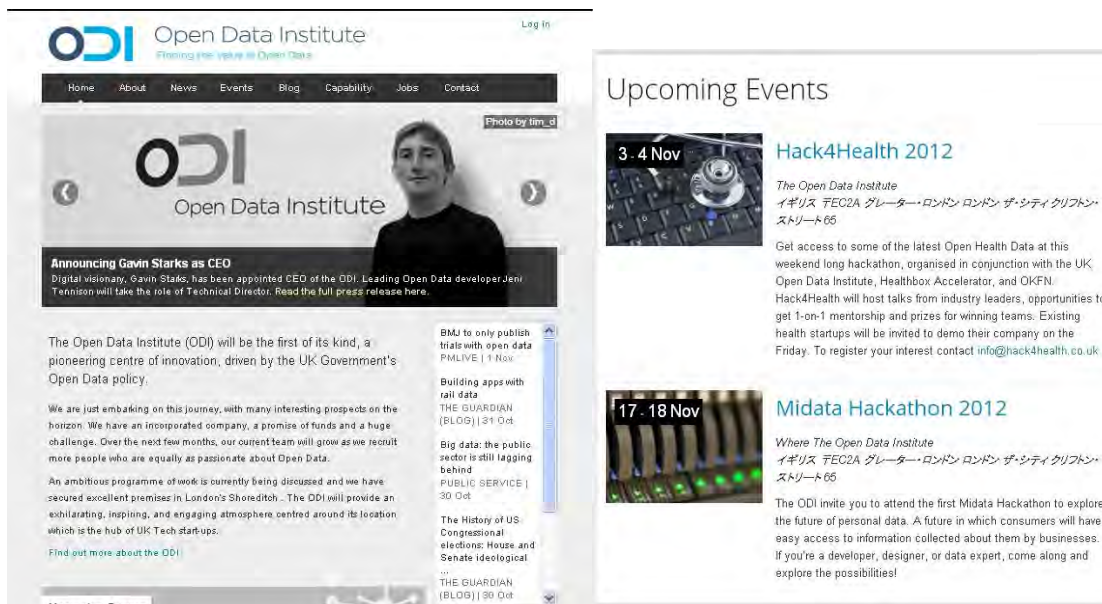 Log in
ODI Open Data Institute
Finding the value in Open Data
Home About News Events Blog Capability Jobs Contact
Photo by tim_d
ODI
Open Data Institute
Announcing Gavin Starks as CEO
Digital visionary, Gavin Starks, has been appointed CEO of the ODI. Leading Open Data developer Jeni
Tennison will take the role of Technical Director. Read the full press release here.
The Open Data Institute (ODI) will be the first of its kind, a
pioneering centre of innovation, driven by the UK Government's
Open Data policy.
We are just embarking on this journey, with many interesting prospects on the
horizon. We have an incorporated company, a promise of funds and a huge
challenge. Over the next few months, our current team will grow as we recruit
more people who are equally as passionate about Open Data.
An ambitious programme of work is currently being discussed and we have
secured excellent premises in London's Shoreditch . The ODI will provide an
exhilarating, inspiring, and engaging atmosphere centred around its location
which is the hub of UK Tech start-ups.
Find out more about the ODI
BMJ to only publish
trials with open data
PMLIVE | 1 Nov
Building apps with
rail data
THE GUARDIAN
(BLOG) | 31 Oct
Big data: the public
sector is still lagging
behind
PUBLIC SERVICE |
30 Oct
The History of US
Congressional
elections: House and
Senate ideological
...
THE GUARDIAN
(BLOG) | 30 Oct
Upcoming Events
3 - 4 Nov
Hack4Health 2012
The Open Data Institute
イギリス 〒EC2A グレーター・ロンドン ロンドン ザ・シティ クリフトン・
ストリート 65
Get access to some of the latest Open Health Data at this
weekend long hackathon, organised in conjunction with the UK
Open Data Institute, Healthbox Accelerator, and OKFN.
Hack4Health will host talks from industry leaders, opportunities to
get 1-on-1 mentorship and prizes for winning teams. Existing
health startups will be invited to demo their company on the
Friday. To register your interest contact info@hack4health.co.uk
17 - 18 Nov
Midata Hackathon 2012
Where The Open Data Institute
イギリス 〒EC2A グレーター・ロンドン ロンドン ザ・シティ クリフトン・
ストリート 65
The ODI invite you to attend the first Midata Hackathon to explore
the future of personal data. A future in which consumers will have
easy access to information collected about them by businesses.
If you're a developer, designer, or data expert, come along and
explore the possibilities!